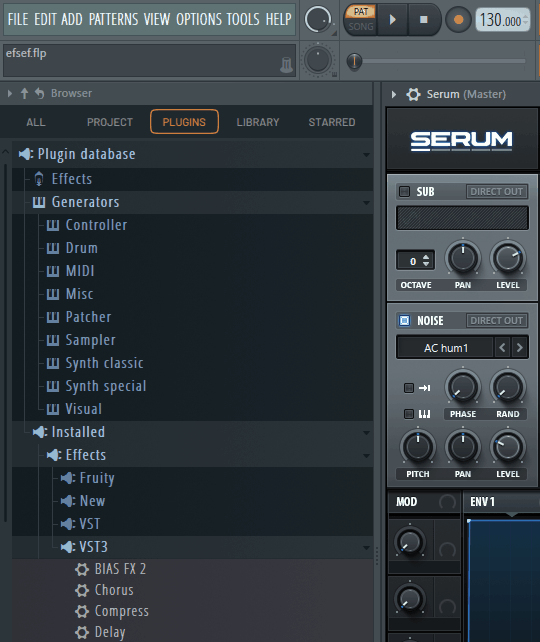 FILE EDIT ADD PATTERNS VIEW OPTIONS TOOLS HELP
PAT
SONG
130.000
efsef.flp
Browser
ALL PROJECT PLUGINS LIBRARY STARRED
Plugin database
Effects
Generators
Controller
Drum
MIDI
Misc
Patcher
Sampler
Synth classic
Synth special
Visual
Installed
Effects
Fruity
New
VST
VST3
BIAS FX 2
Chorus
Compress
Delay
Serum (Master)
SERUM
SUB DIRECT OUT
0
OCTAVE PAN LEVEL
NOISE DIRECT OUT
AC hum1
PHASE RAND
PITCH PAN LEVEL
MOD ENV 1